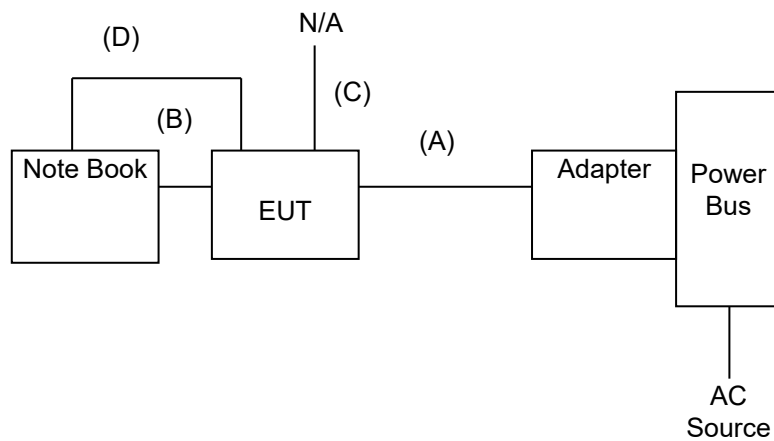 N/A
(D)
(C)
(B)
(A)
Note Book
EUT
Adapter
Power
Bus
AC
Source